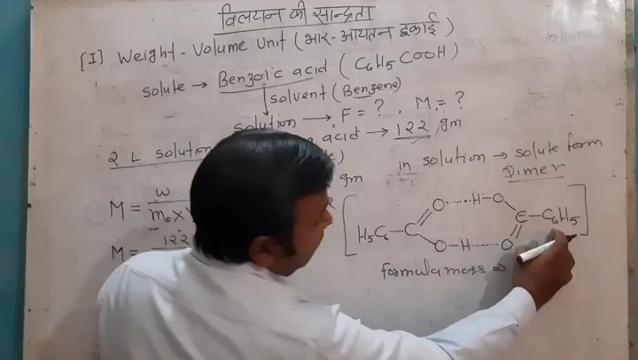 विलयन की सान्द्रता
[I] Weight - Volume Unit (भार - आयतन इकाई)
solute → Benzoic acid (C6H5COOH)
solvent (Benzene)
solution → F = ? . M = ?
2 L solution acid → 122 gm
gm
M = w / mo x
M = 122
in solution → solute form
Dimer
O ...... H - O
H5C6 - C C - C6H5
O - H ...... O
formula mass ⇒